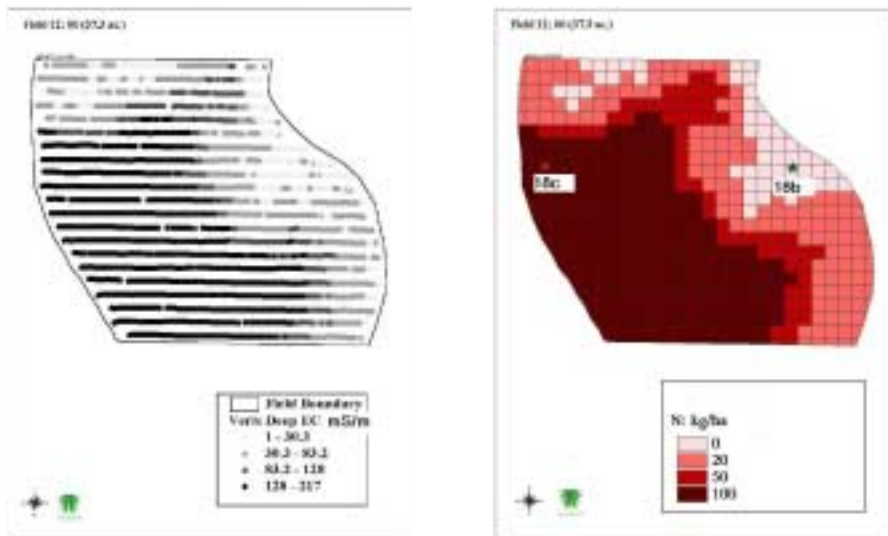 Field Boundary
Veris Deep EC mS/m
1 - 30.3
30.3 - 83.2
83.2 - 128
128 - 217
18c
18b
N: kg/ha
0
20
50
100